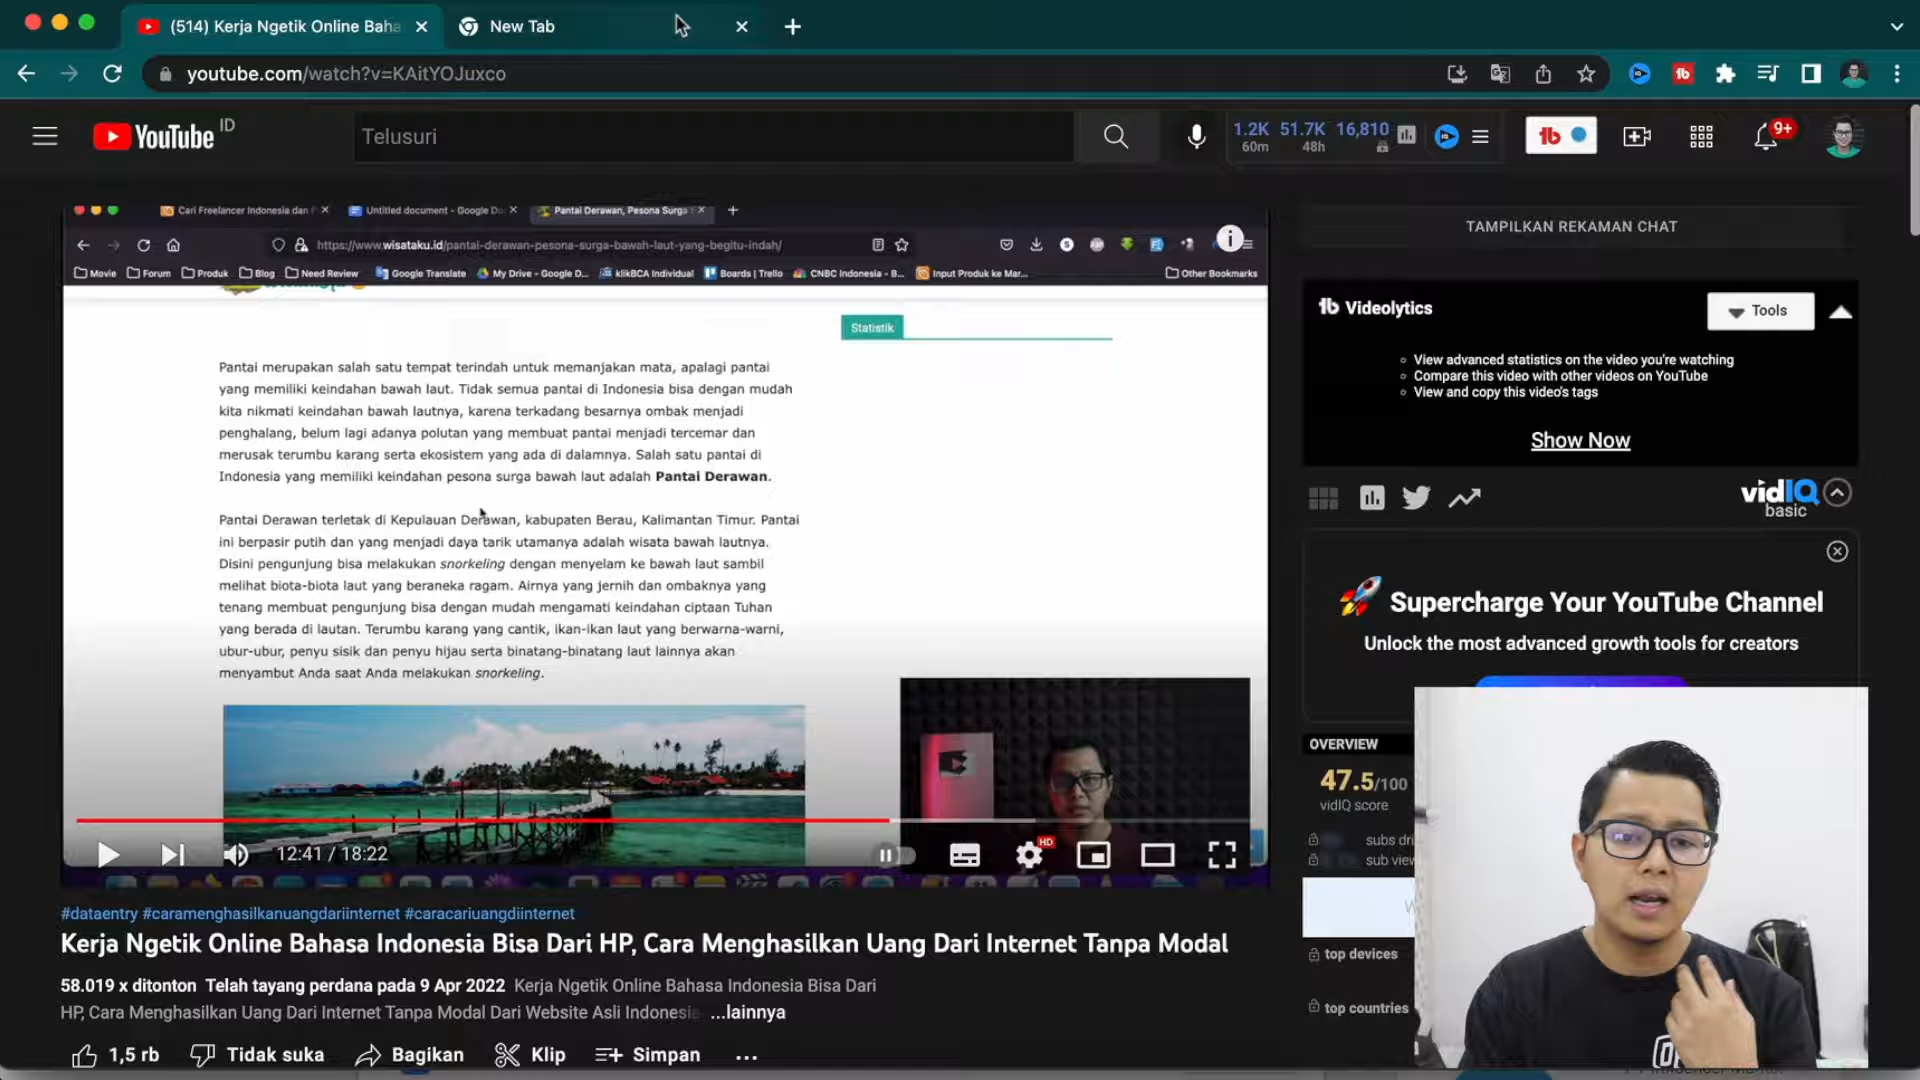 (514) Kerja Ngetik Online Baha
New Tab
youtube.com/watch?v=KAitYOJuxco
YouTube ID
Telusuri
1.2K 51.7K 16,810
60m 48h
9+
Cari Freelancer Indonesia dan F
Untitled document - Google Do
Pantai Derawan, Pesona Surga
https://www.wisataku.id/pantai-derawan-pesona-surga-bawah-laut-yang-begitu-indah/
Movie Forum Produk Blog Need Review Google Translate My Drive - Google D... klikBCA Individual Boards | Trello CNBC Indonesia - B... Input Produk ke Mar... Other Bookmarks
Statistik
Pantai merupakan salah satu tempat terindah untuk memanjakan mata, apalagi pantai
yang memiliki keindahan bawah laut. Tidak semua pantai di Indonesia bisa dengan mudah
kita nikmati keindahan bawah lautnya, karena terkadang besarnya ombak menjadi
penghalang, belum lagi adanya polutan yang membuat pantai menjadi tercemar dan
merusak terumbu karang serta ekosistem yang ada di dalamnya. Salah satu pantai di
Indonesia yang memiliki keindahan pesona surga bawah laut adalah Pantai Derawan.
Pantai Derawan terletak di Kepulauan Derawan, kabupaten Berau, Kalimantan Timur. Pantai
ini berpasir putih dan yang menjadi daya tarik utamanya adalah wisata bawah lautnya.
Disini pengunjung bisa melakukan snorkeling dengan menyelam ke bawah laut sambil
melihat biota-biota laut yang beraneka ragam. Airnya yang jernih dan ombaknya yang
tenang membuat pengunjung bisa dengan mudah mengamati keindahan ciptaan Tuhan
yang berada di lautan. Terumbu karang yang cantik, ikan-ikan laut yang berwarna-warni,
ubur-ubur, penyu sisik dan penyu hijau serta binatang-binatang laut lainnya akan
menyambut Anda saat Anda melakukan snorkeling.
12:41 / 18:22
HD
#dataentry #caramenghasilkanuangdariinternet #caracariuangdiinternet
Kerja Ngetik Online Bahasa Indonesia Bisa Dari HP, Cara Menghasilkan Uang Dari Internet Tanpa Modal
58.019 x ditonton Telah tayang perdana pada 9 Apr 2022 Kerja Ngetik Online Bahasa Indonesia Bisa Dari
HP, Cara Menghasilkan Uang Dari Internet Tanpa Modal Dari Website Asli Indonesia ...lainnya
1,5 rb Tidak suka Bagikan Klip Simpan
TAMPILKAN REKAMAN CHAT
Videolytics
Tools
View advanced statistics on the video you're watching
Compare this video with other videos on YouTube
View and copy this video's tags
Show Now
vidIQ
basic
Supercharge Your YouTube Channel
Unlock the most advanced growth tools for creators
OVERVIEW
47.5/100
vidIQ score
subs dri
sub view
top devices
top countries